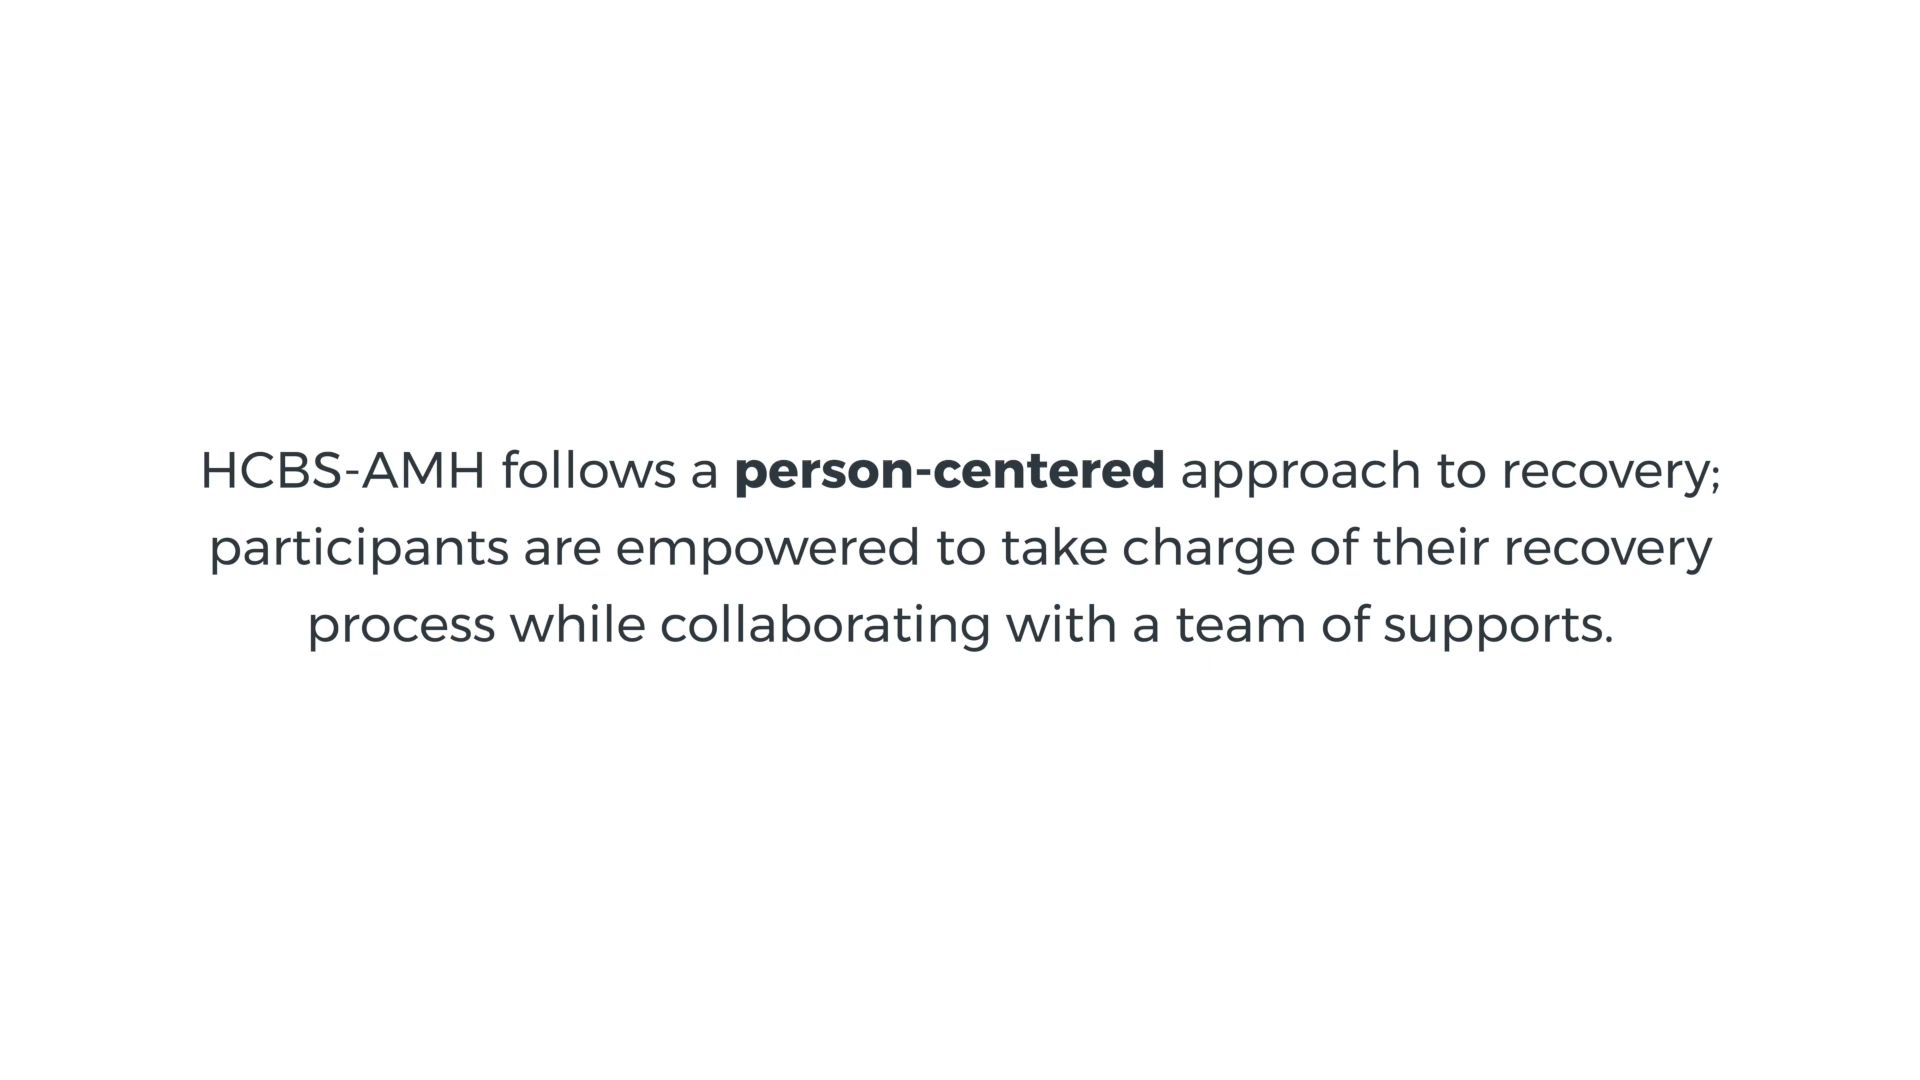 HCBS-AMH follows a person-centered approach to recovery;
participants are empowered to take charge of their recovery
process while collaborating with a team of supports.